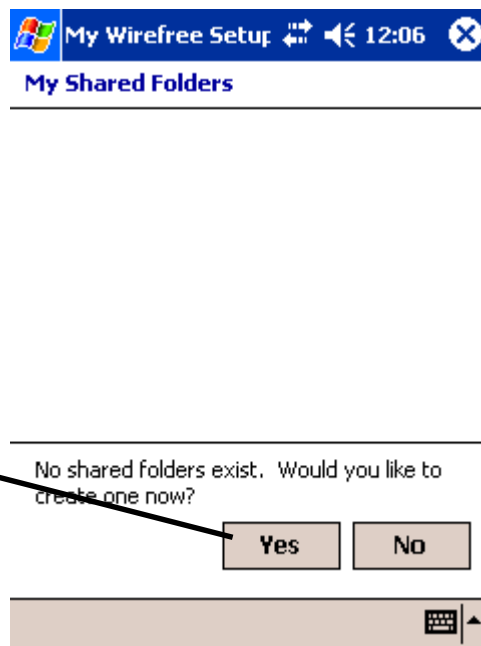 My Wirefree Setup 12:06
My Shared Folders
No shared folders exist. Would you like to
create one now?
Yes No